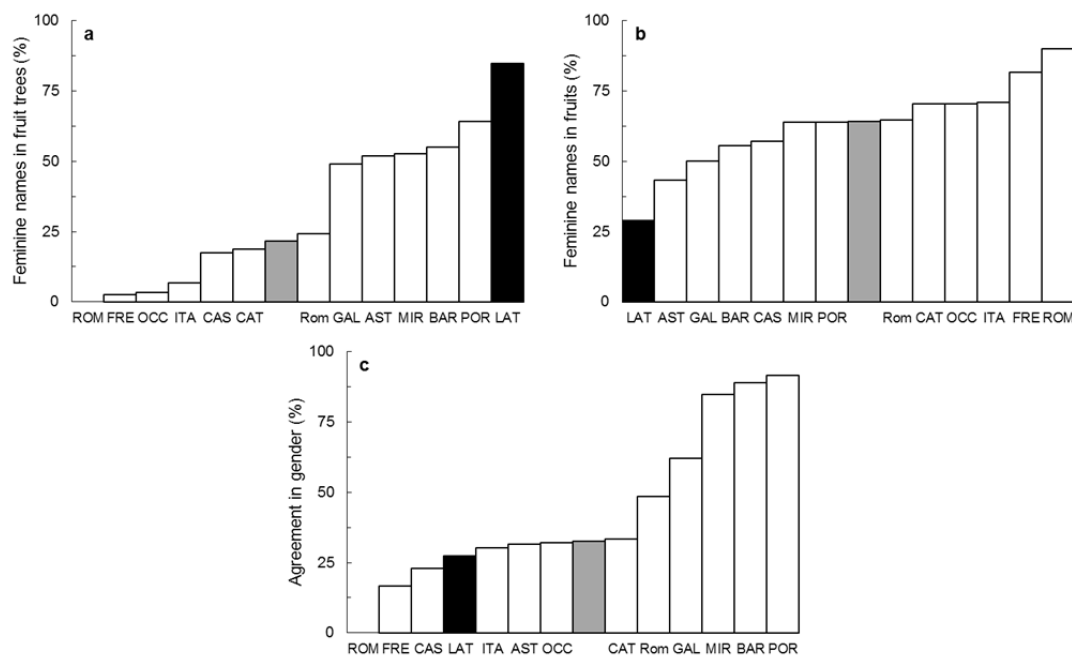 a
Feminine names in fruit trees (%)
100
75
50
25
0
ROM FRE OCC ITA CAS CAT Rom GAL AST MIR BAR POR LAT
b
Feminine names in fruits (%)
100
75
50
25
0
LAT AST GAL BAR CAS MIR POR Rom CAT OCC ITA FRE ROM
c
Agreement in gender (%)
100
75
50
25
0
ROM FRE CAS LAT ITA AST OCC CAT Rom GAL MIR BAR POR